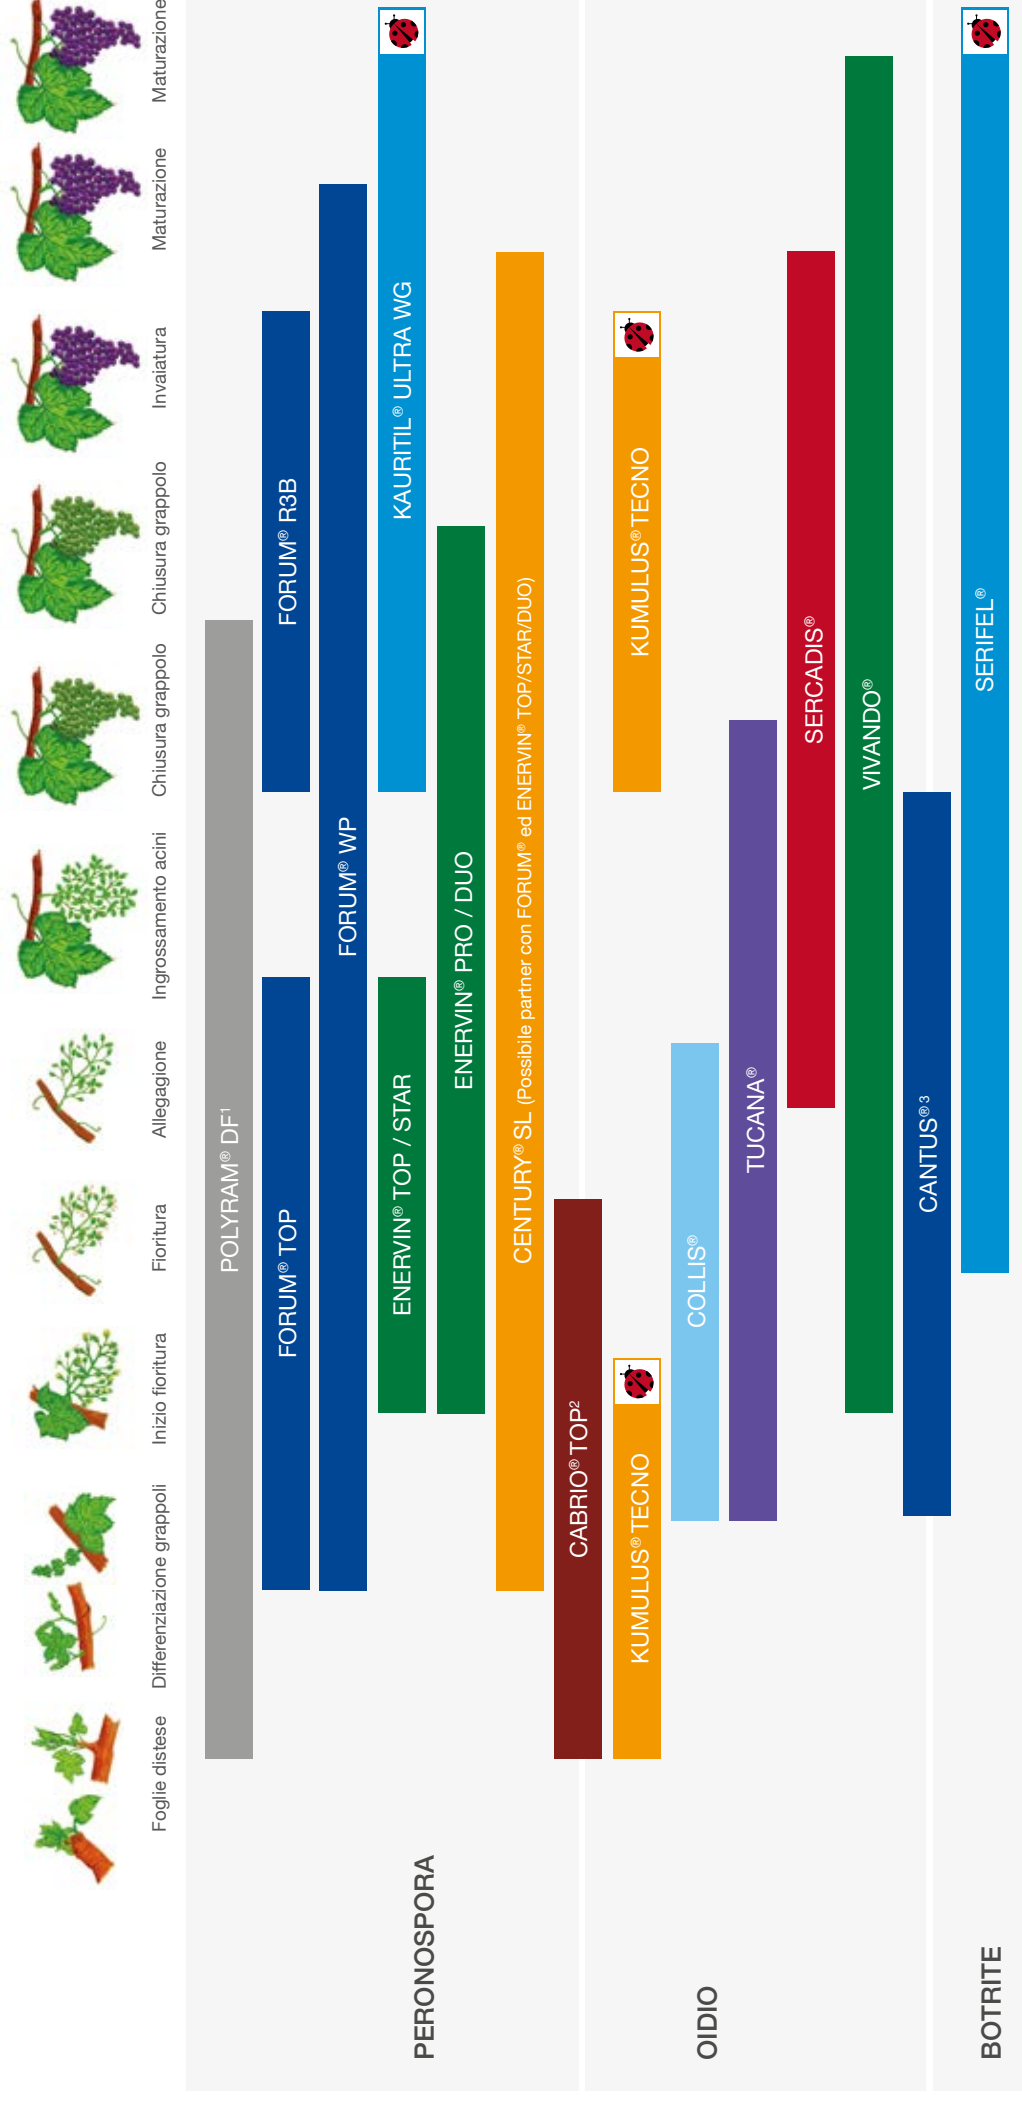 Foglie distese
Differenziazione grappoli
Inizio fioritura
Fioritura
Allegagione
Ingrossamento acini
Chiusura grappolo
Chiusura grappolo
Invaiatura
Maturazione
Maturazione
PERONOSPORA
POLYRAM® DF¹
FORUM® TOP
FORUM® R3B
FORUM® WP
ENERVIN® TOP / STAR
KAURITIL® ULTRA WG
ENERVIN® PRO / DUO
CENTURY® SL (Possibile partner con FORUM® ed ENERVIN® TOP/STAR/DUO)
CABRIO® TOP²
OIDIO
KUMULUS® TECNO
KUMULUS® TECNO
COLLIS®
TUCANA®
SERCADIS®
VIVANDO®
CANTUS® ³
BOTRITE
SERIFEL®